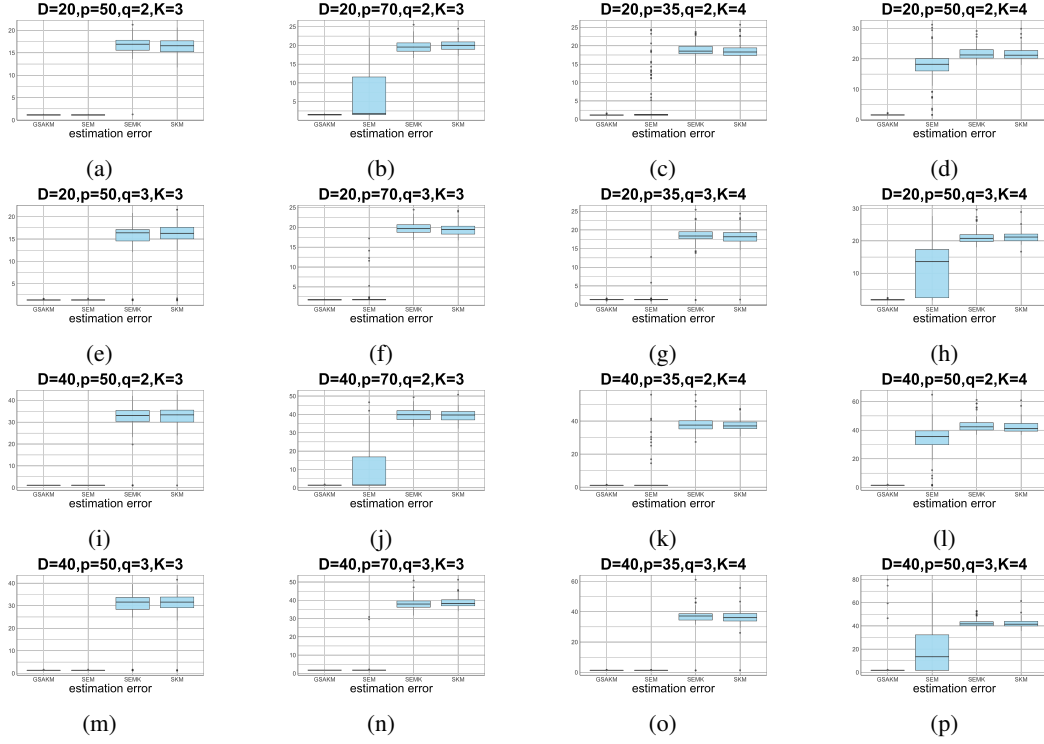 D=20,p=50,q=2,K=3 D=20,p=70,q=2,K=3 D=20,p=35,q=2,K=4 D=20,p=50,q=2,K=4
20 15 10 5
25 20 15 10 5
25 20 15 10 5 0
30 20 10 0
GSAKM SEM SEMK SKM GSAKM SEM SEMK SKM GSAKM SEM SEMK SKM GSAKM SEM SEMK SKM
estimation error estimation error estimation error estimation error
(a) (b) (c) (d)
D=20,p=50,q=3,K=3 D=20,p=70,q=3,K=3 D=20,p=35,q=3,K=4 D=20,p=50,q=3,K=4
20 15 10 5
25 20 15 10 5
25 20 15 10 5 0
30 20 10
GSAKM SEM SEMK SKM GSAKM SEM SEMK SKM GSAKM SEM SEMK SKM GSAKM SEM SEMK SKM
estimation error estimation error estimation error estimation error
(e) (f) (g) (h)
D=40,p=50,q=2,K=3 D=40,p=70,q=2,K=3 D=40,p=35,q=2,K=4 D=40,p=50,q=2,K=4
40 30 20 10 0
50 40 30 20 10 0
40 20 0
60 40 20 0
GSAKM SEM SEMK SKM GSAKM SEM SEMK SKM GSAKM SEM SEMK SKM GSAKM SEM SEMK SKM
estimation error estimation error estimation error estimation error
(i) (j) (k) (l)
D=40,p=50,q=3,K=3 D=40,p=70,q=3,K=3 D=40,p=35,q=3,K=4 D=40,p=50,q=3,K=4
40 30 20 10 0
50 40 30 20 10 0
60 40 20 0
80 60 40 20 0
GSAKM SEM SEMK SKM GSAKM SEM SEMK SKM GSAKM SEM SEMK SKM GSAKM SEM SEMK SKM
estimation error estimation error estimation error estimation error
(m) (n) (o) (p)